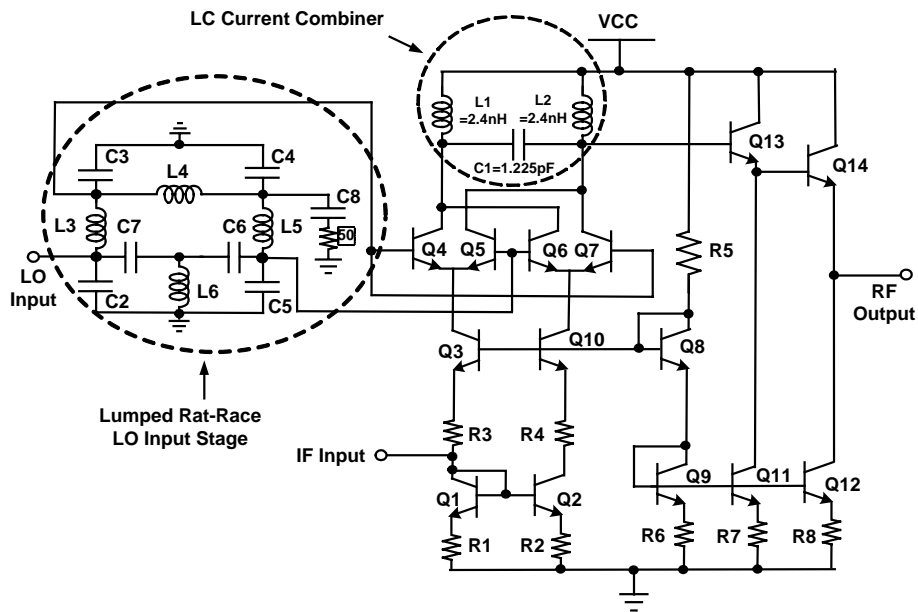 LC Current Combiner
VCC
L1
=2.4nH
L2
=2.4nH
C1=1.225pF
Q13
Q14
C3
C4
L4
C8
50
L3
C7
C6
L5
LO
Input
C2
L6
C5
Q4
Q5
Q6
Q7
R5
RF
Output
Q3
Q10
Q8
Lumped Rat-Race
LO Input Stage
R3
R4
IF Input
Q1
Q2
Q9
Q11
Q12
R1
R2
R6
R7
R8